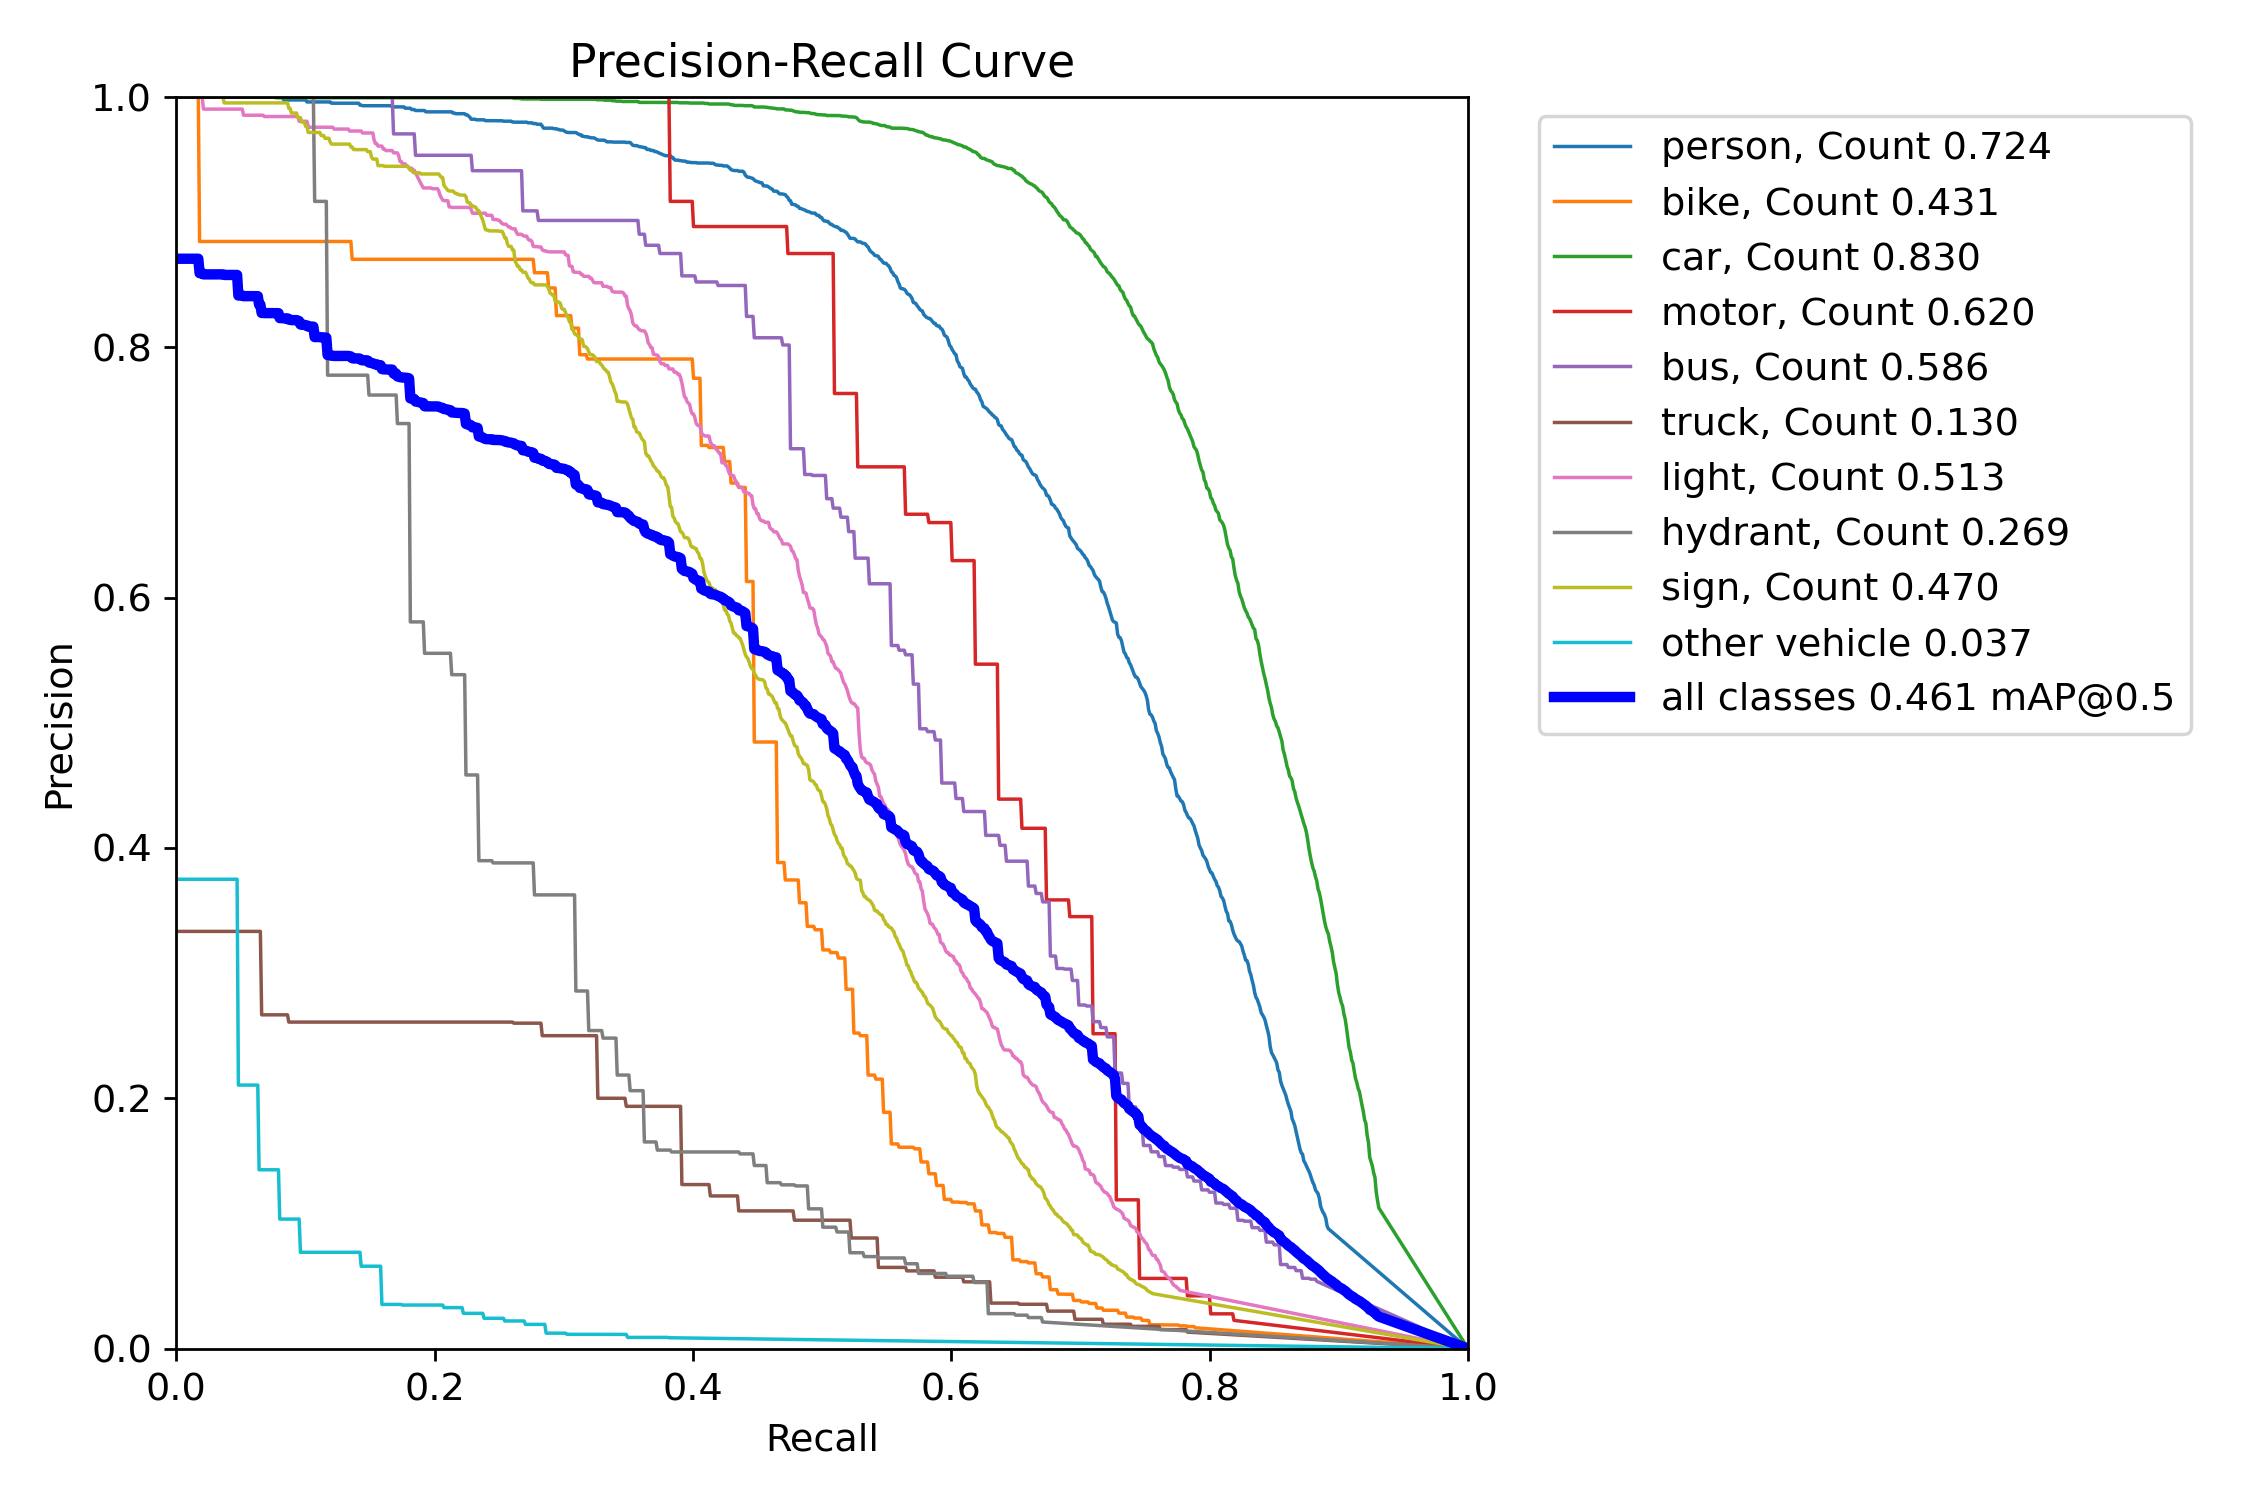 Precision-Recall Curve
1.0
0.8
0.6
0.4
0.2
0.0
Precision
0.0 0.2 0.4 0.6 0.8 1.0
Recall
person, Count 0.724
bike, Count 0.431
car, Count 0.830
motor, Count 0.620
bus, Count 0.586
truck, Count 0.130
light, Count 0.513
hydrant, Count 0.269
sign, Count 0.470
other vehicle 0.037
all classes 0.461 mAP@0.5